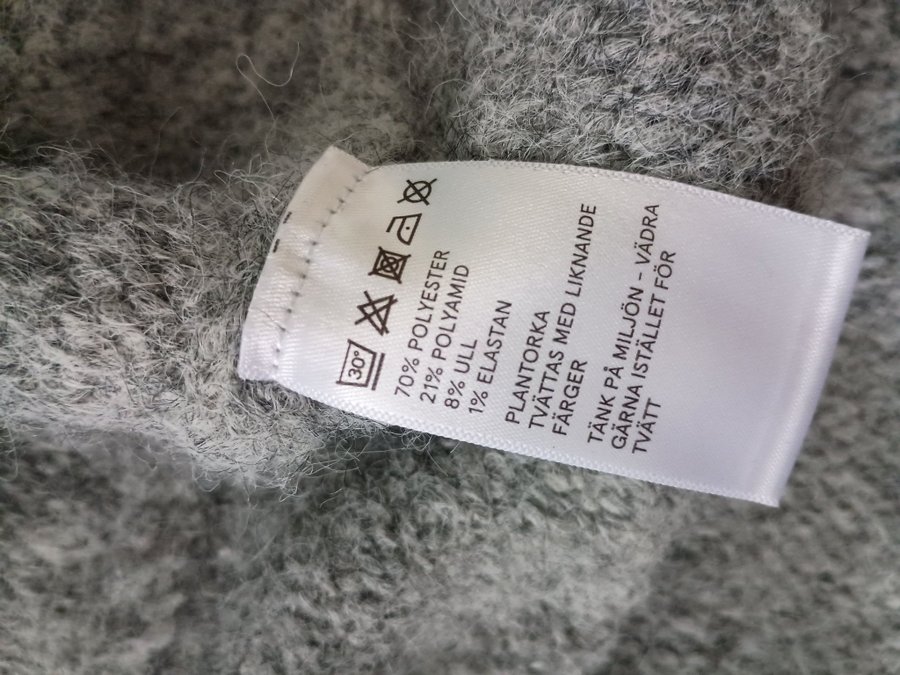 30°
70% POLYESTER
21% POLYAMID
8% ULL
1% ELASTAN
PLANTORKA
TVÄTTAS MED LIKNANDE
FÄRGER
TÄNK PÅ MILJÖN - VÄDRA
GÄRNA ISTÄLLET FÖR
TVÄTT